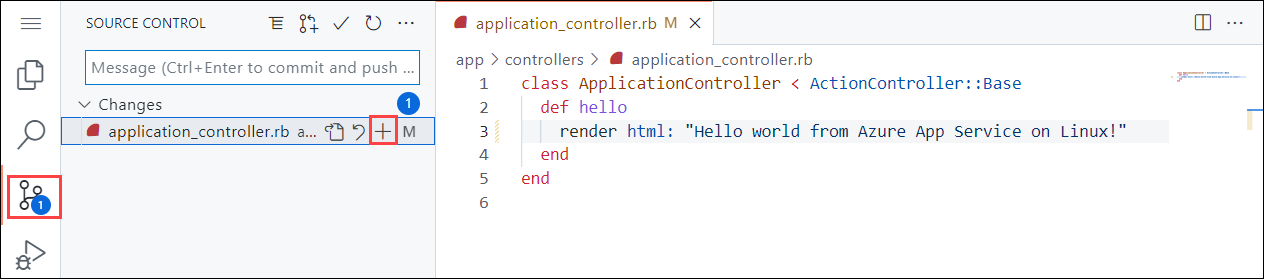 SOURCE CONTROL
Message (Ctrl+Enter to commit and push ...
Changes
1
application_controller.rb a...
M
1
application_controller.rb M
app > controllers > application_controller.rb
1 class ApplicationController < ActionController::Base
2 def hello
3 render html: "Hello world from Azure App Service on Linux!"
4 end
5 end
6